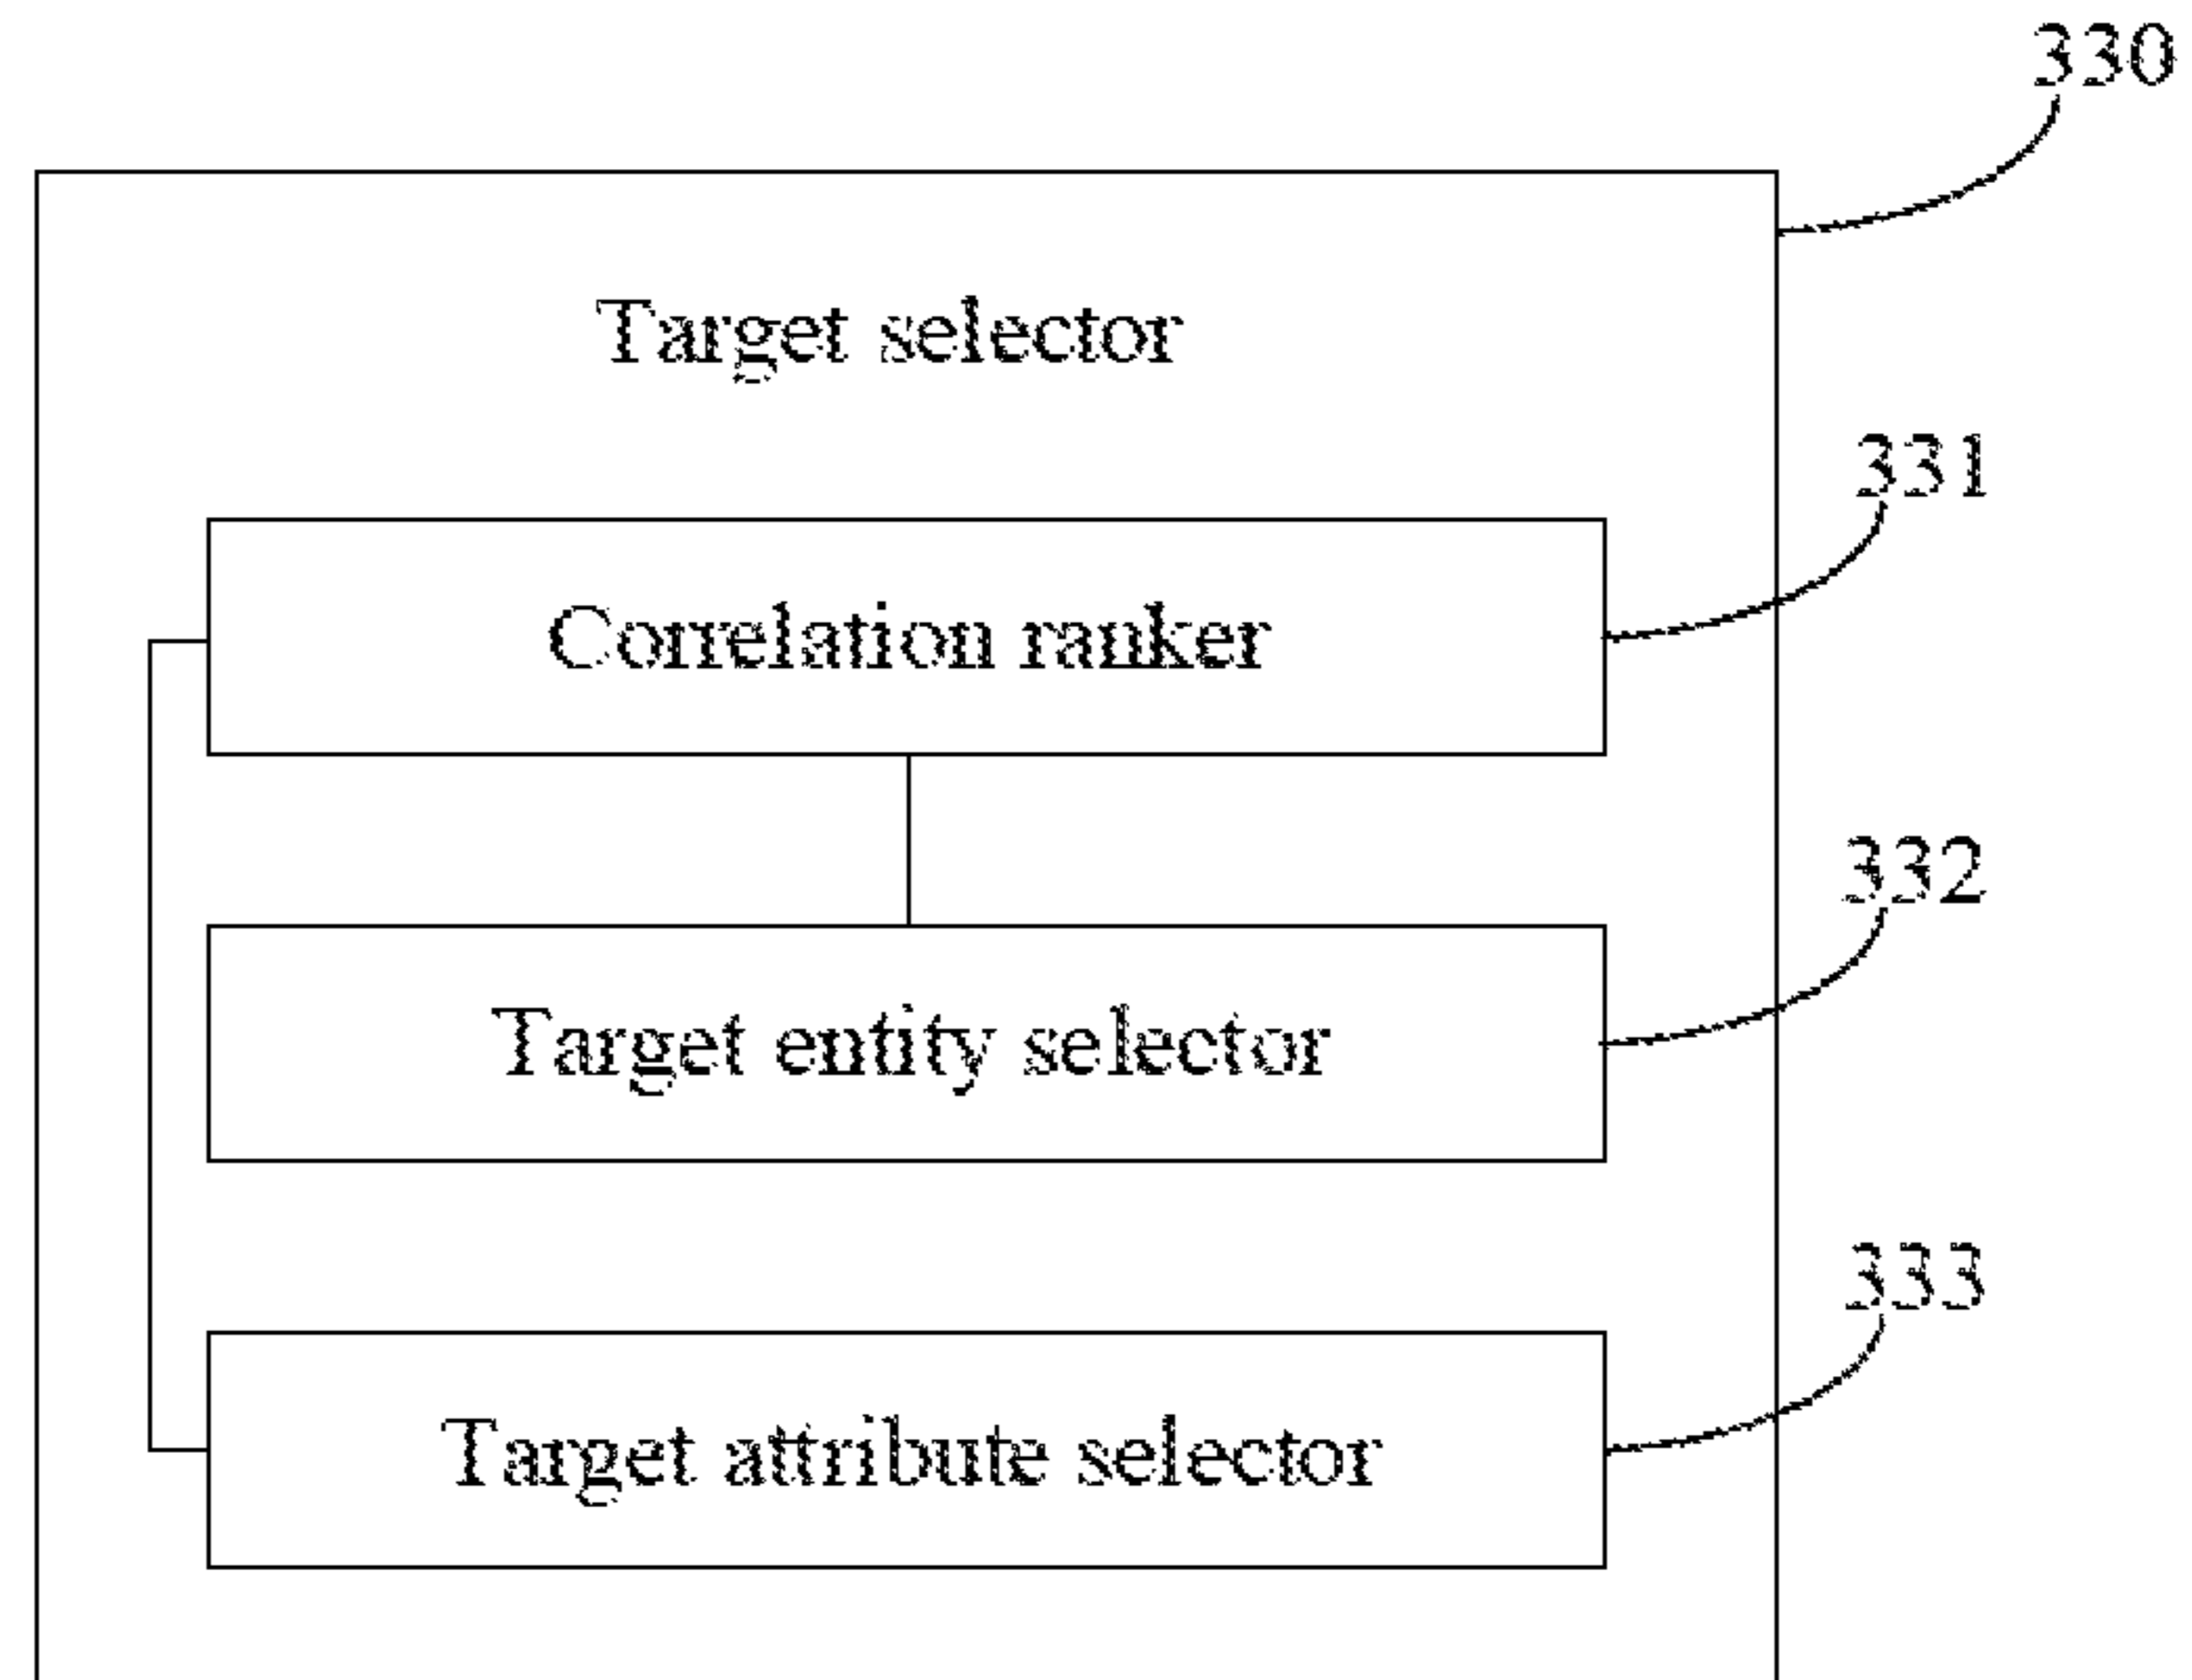 330
Target selector
331
Correlation ranker
332
Target entity selector
333
Target attribute selector